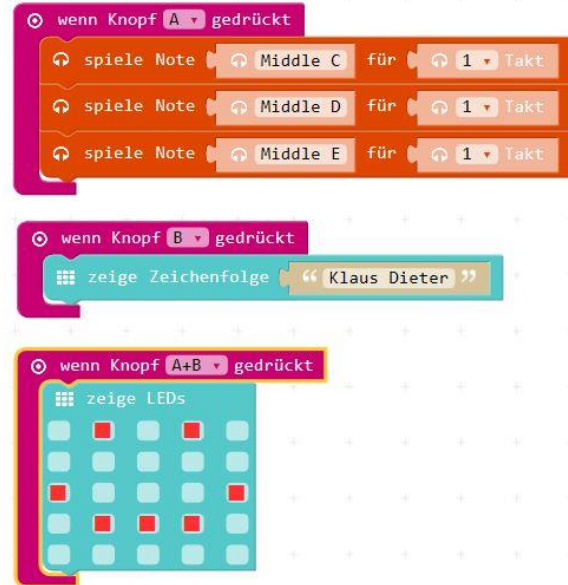 wenn Knopf A gedrückt
spiele Note Middle C für 1 Takt
spiele Note Middle D für 1 Takt
spiele Note Middle E für 1 Takt
wenn Knopf B gedrückt
zeige Zeichenfolge “ Klaus Dieter ”
wenn Knopf A+B gedrückt
zeige LEDs